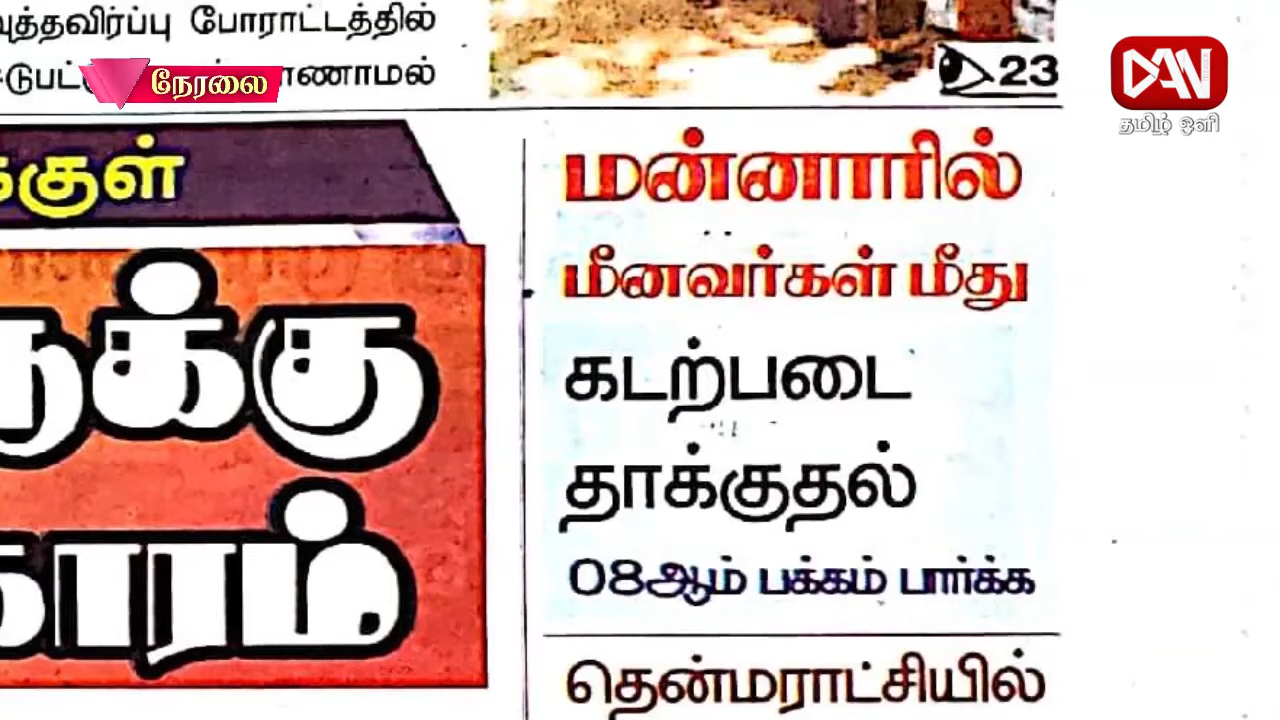 வுத்தவிர்ப்பு போராட்டத்தில்
நேரலை
ாணாமல்
23
DAN
தமிழ் ஒளி
க்குள்
ருக்கு
காரம்
மன்னாரில்
மீனவர்கள் மீது
கடற்படை
தாக்குதல்
08ஆம் பக்கம் பார்க்க
தென்மராட்சியில்